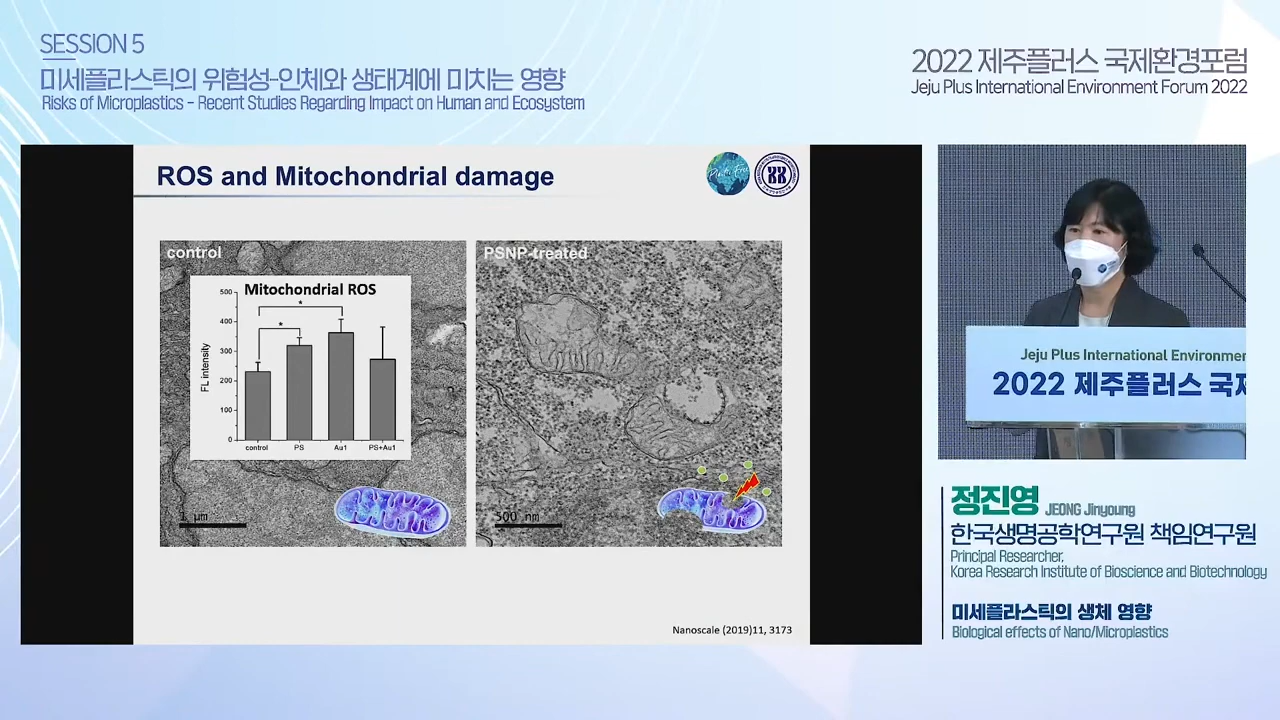 SESSION 5
미세플라스틱의 위험성-인체와 생태계에 미치는 영향
Risks of Microplastics – Recent Studies Regarding Impact on Human and Ecosystem
2022 제주플러스 국제환경포럼
Jeju Plus International Environment Forum 2022
ROS and Mitochondrial damage
control
Mitochondrial ROS
FL intensity
500
400
300
200
100
0
*
*
control PS Au1 PS+Au1
1 μm
PSNP-treated
500 nm
Nanoscale (2019)11, 3173
Jeju Plus International Environmen
2022 제주플러스 국제
정진영 JEONG Jinyoung
한국생명공학연구원 책임연구원
Principal Researcher,
Korea Research Institute of Bioscience and Biotechnology
미세플라스틱의 생체 영향
Biological effects of Nano/Microplastics